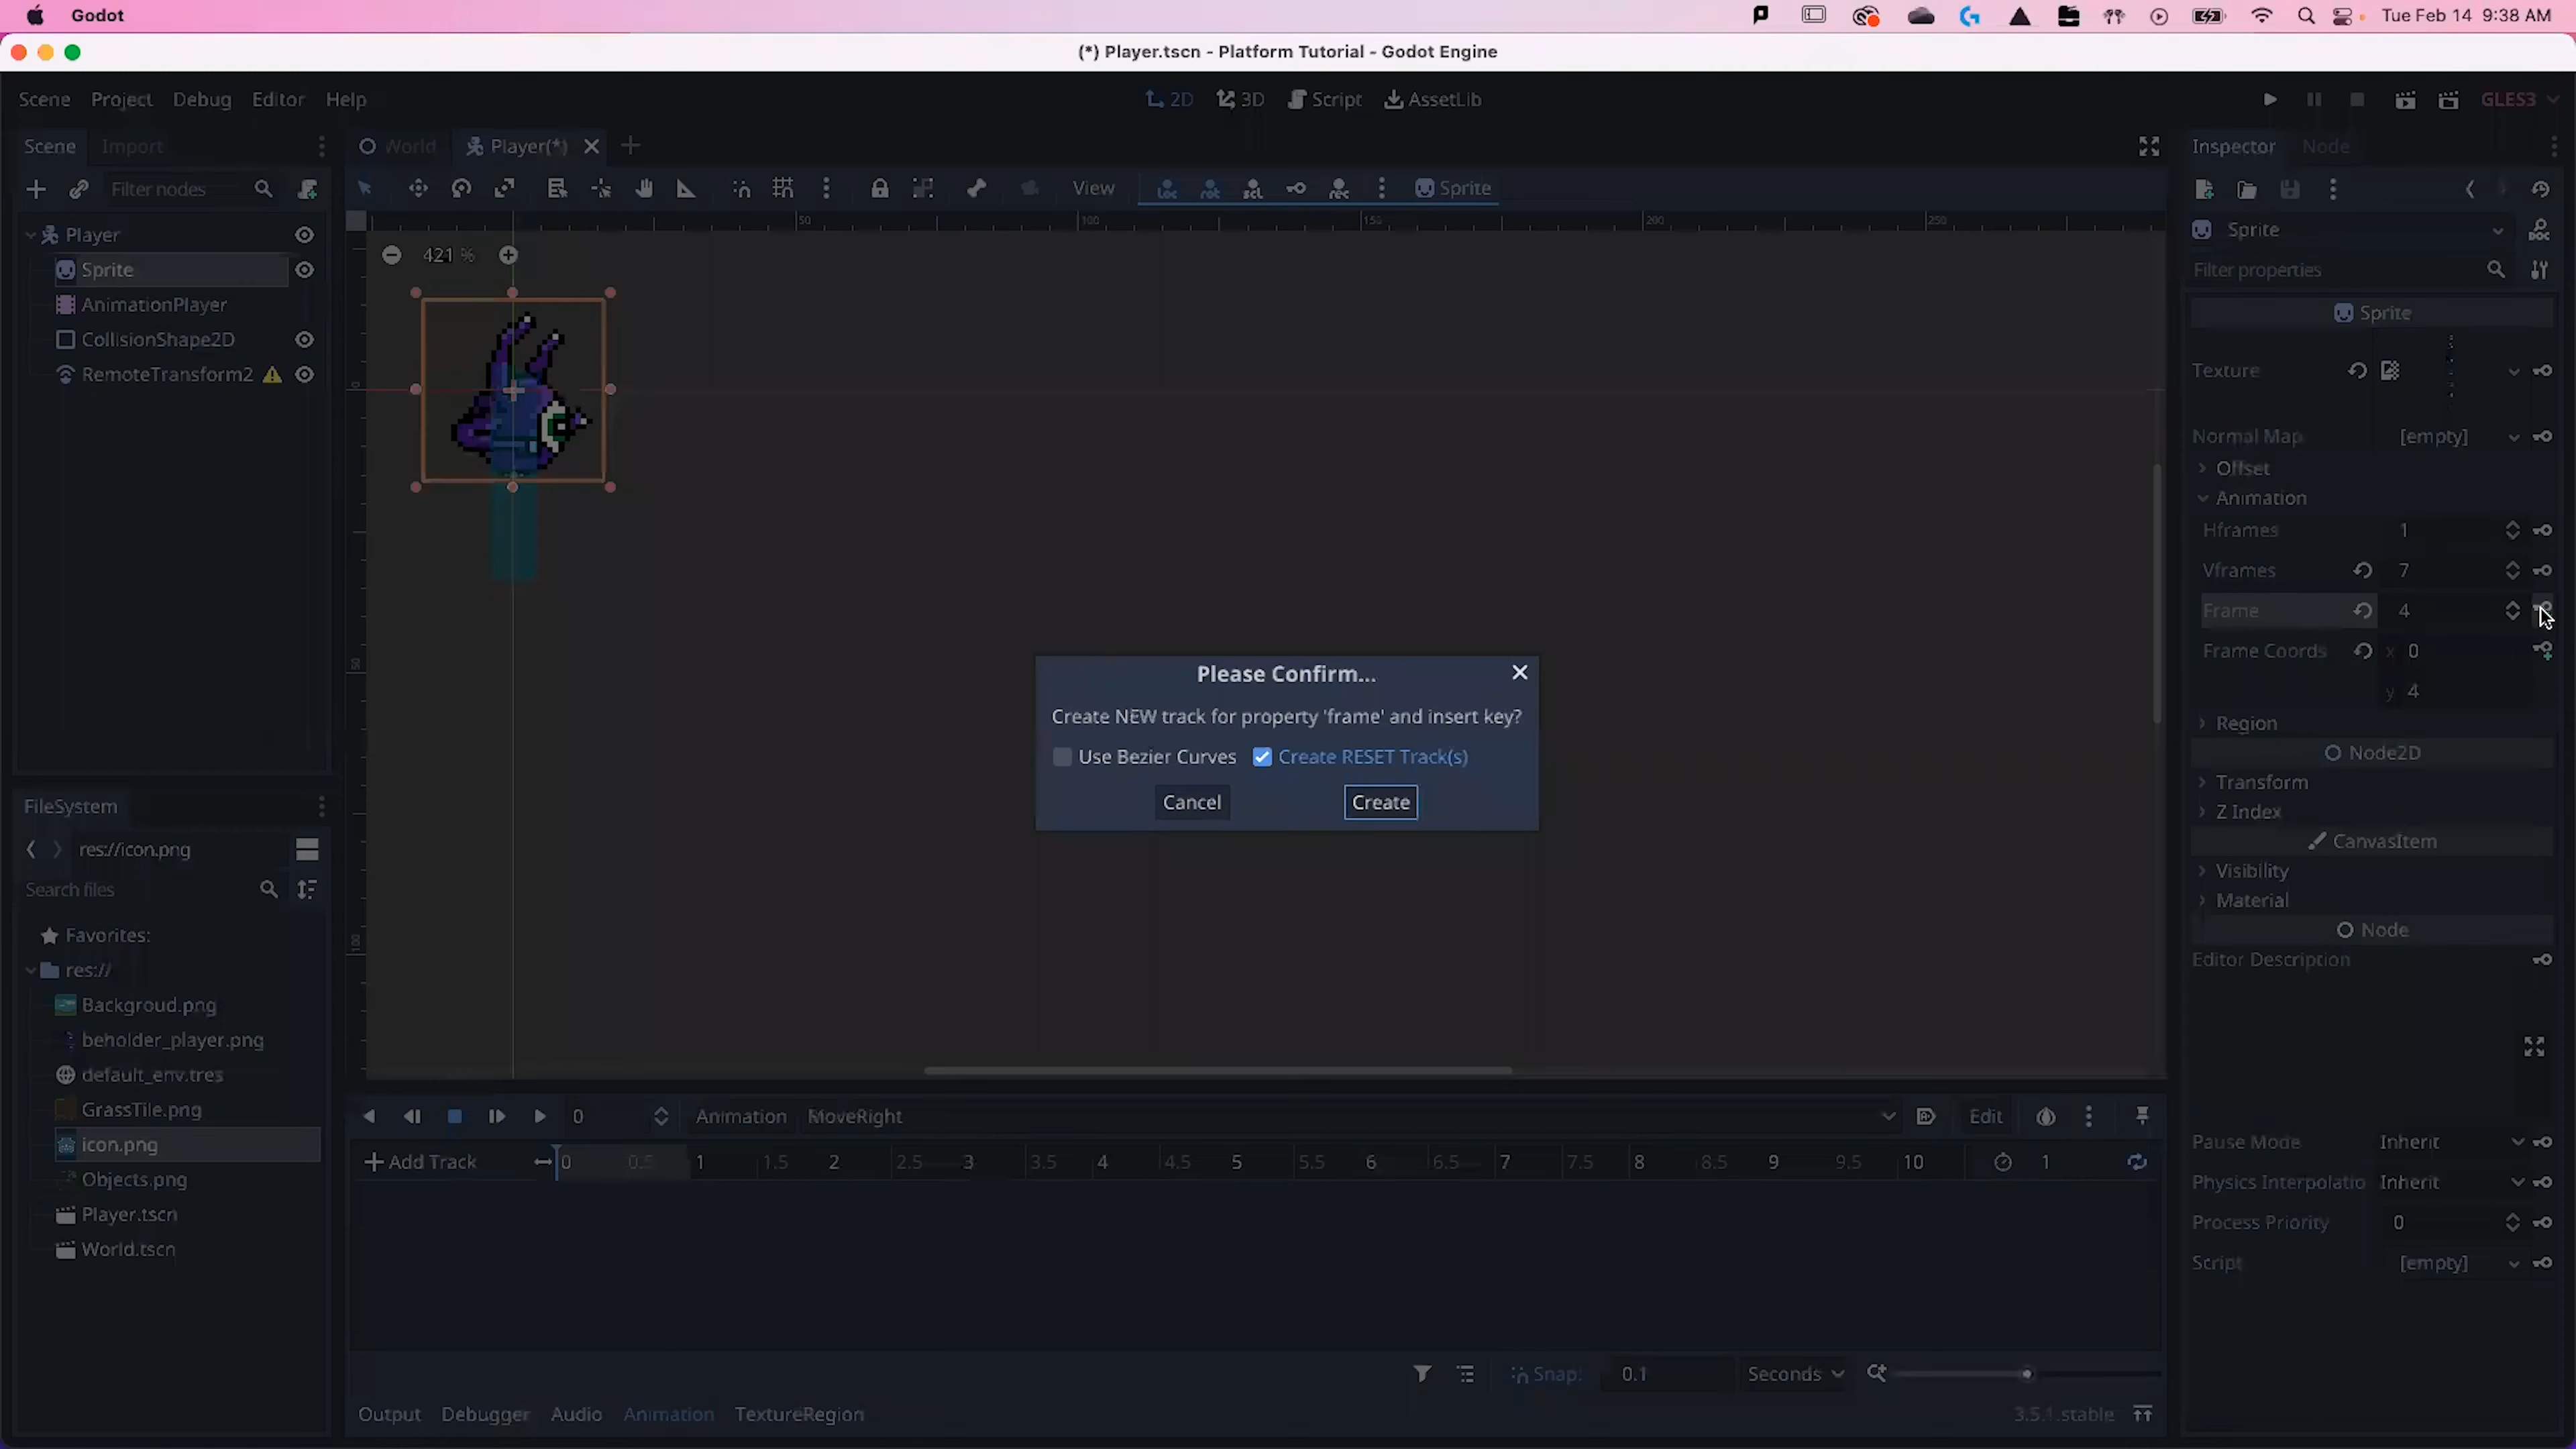 Godot
Tue Feb 14 9:38 AM
(*) Player.tscn - Platform Tutorial - Godot Engine
Scene Project Debug Editor Help
2D 3D Script AssetLib
GLES3
Scene Import
World Player(*)
Inspector Node
Filter nodes
View
Sprite
50 100 150 200 250
Player
Sprite
AnimationPlayer
CollisionShape2D
RemoteTransform2
421 %
0
50
100
Sprite
Filter properties
Sprite
Texture
Normal Map [empty]
Offset
Animation
Hframes 1
Vframes 7
Frame 4
Frame Coords x 0
y 4
Region
Node2D
Transform
Z Index
CanvasItem
Visibility
Material
Node
Editor Description
Pause Mode Inherit
Physics Interpolatio Inherit
Process Priority 0
Script [empty]
Please Confirm...
Create NEW track for property 'frame' and insert key?
Use Bezier Curves Create RESET Track(s)
Cancel Create
FileSystem
res://icon.png
Search files
Favorites:
res://
Backgroud.png
beholder_player.png
default_env.tres
GrassTile.png
icon.png
Objects.png
Player.tscn
World.tscn
0 Animation MoveRight Edit
Add Track 0 0.5 1 1.5 2 2.5 3 3.5 4 4.5 5 5.5 6 6.5 7 7.5 8 8.5 9 9.5 10 1
Snap: 0.1 Seconds
Output Debugger Audio Animation TextureRegion 3.5.1.stable